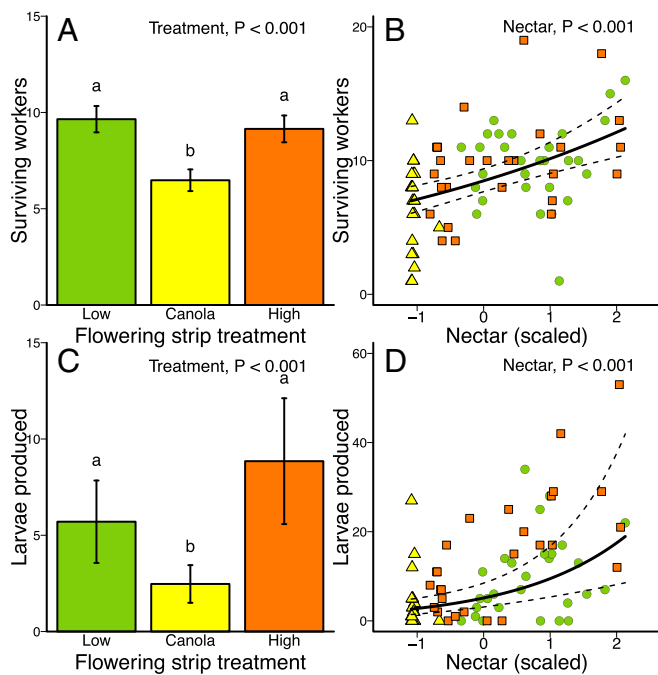 A
Treatment, P < 0.001
Surviving workers
15
10
5
0
a
b
a
Low
Canola
High
Flowering strip treatment
B
Nectar, P < 0.001
Surviving workers
20
10
0
−1
0
1
2
Nectar (scaled)
C
Treatment, P < 0.001
Larvae produced
15
10
5
0
a
b
a
Low
Canola
High
Flowering strip treatment
D
Nectar, P < 0.001
Larvae produced
60
40
20
0
−1
0
1
2
Nectar (scaled)